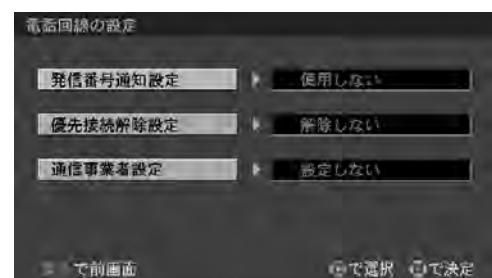 電話回線の設定
発信番号通知設定 使用しない
優先接続解除設定 解除しない
通信事業者設定 設定しない
で前画面 で選択 で決定